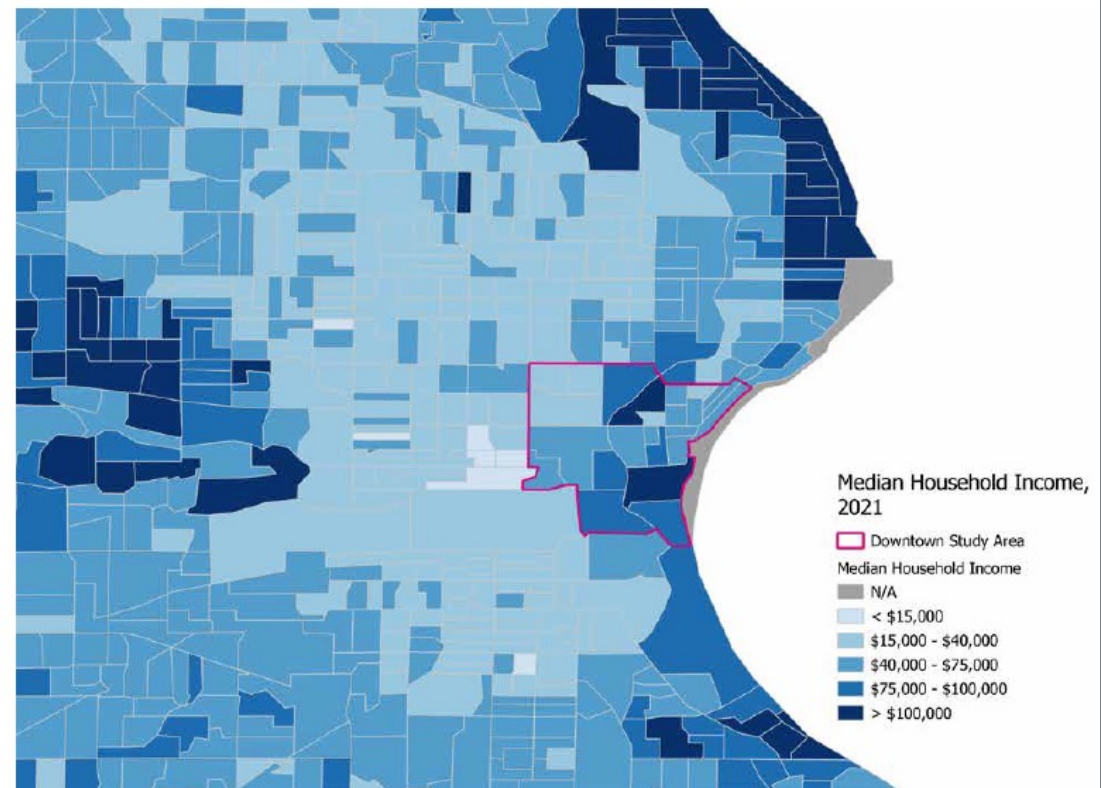 Median Household Income,
2021
Downtown Study Area
Median Household Income
N/A
< $15,000
$15,000 - $40,000
$40,000 - $75,000
$75,000 - $100,000
> $100,000